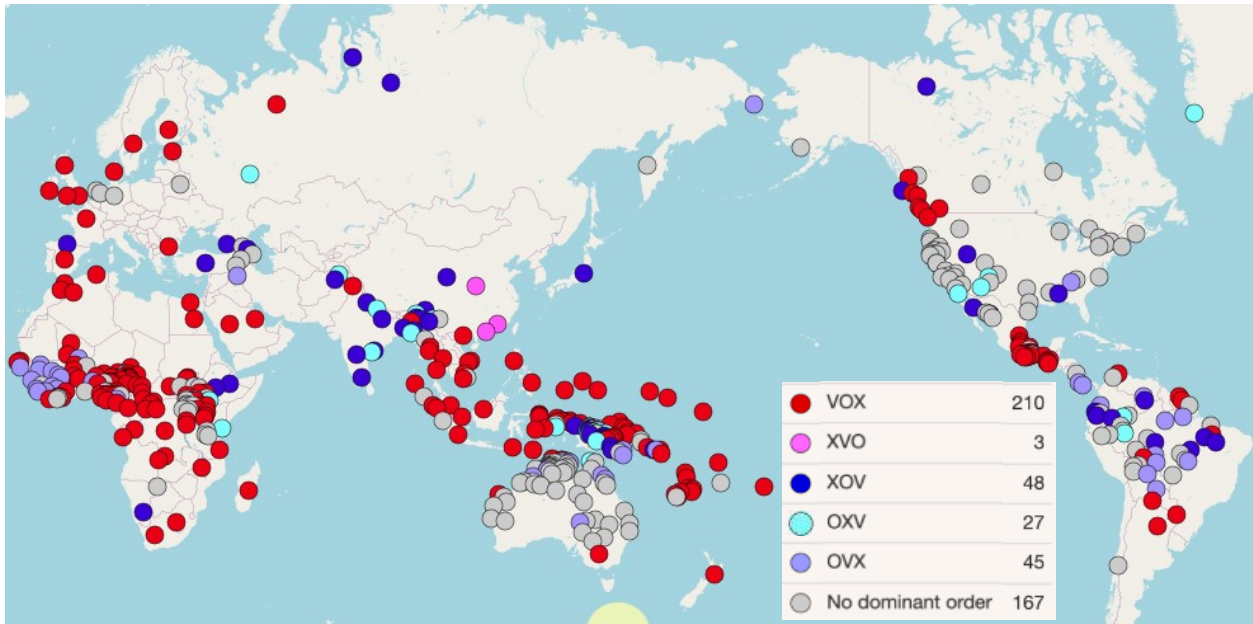 VOX 210
XVO 3
XOV 48
OXV 27
OVX 45
No dominant order 167